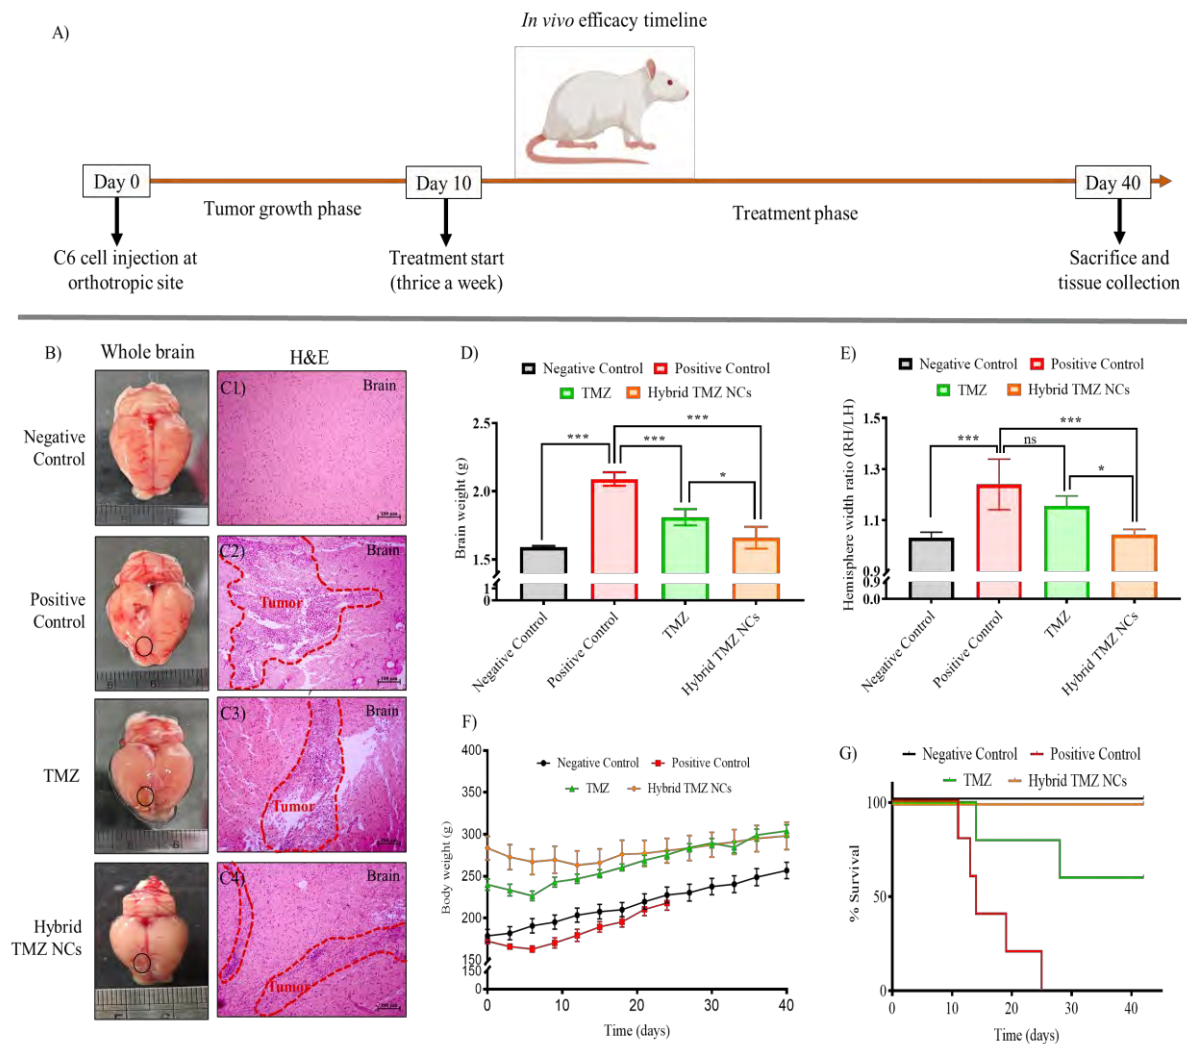 In vivo efficacy timeline
A)
Day 0
Day 10
Day 40
Tumor growth phase
Treatment phase
C6 cell injection at
orthotropic site
Treatment start
(thrice a week)
Sacrifice and
tissue collection
B)
Whole brain
H&E
Negative
Control
C1)
Brain
Positive
Control
C2)
Brain
Tumor
TMZ
C3)
Brain
Tumor
Hybrid
TMZ NCs
C4)
Brain
Tumor
D)
Negative Control
Positive Control
TMZ
Hybrid TMZ NCs
Brain weight (g)
2.5
2.0
1.5
1
0
***
***
***
*
Negative Control
Positive Control
TMZ
Hybrid TMZ NCs
E)
Negative Control
Positive Control
TMZ
Hybrid TMZ NCs
Hemisphere width ratio (RH/LH)
1.5
1.3
1.1
0.9
0.9
0.0
***
ns
***
*
Negative Control
Positive Control
TMZ
Hybrid TMZ NCs
F)
Negative Control
Positive Control
TMZ
Hybrid TMZ NCs
Body weight (g)
400
350
300
250
200
150
150
0
0
10
20
30
40
Time (days)
G)
Negative Control
Positive Control
TMZ
Hybrid TMZ NCs
% Survival
100
50
0
0
10
20
30
40
Time (days)